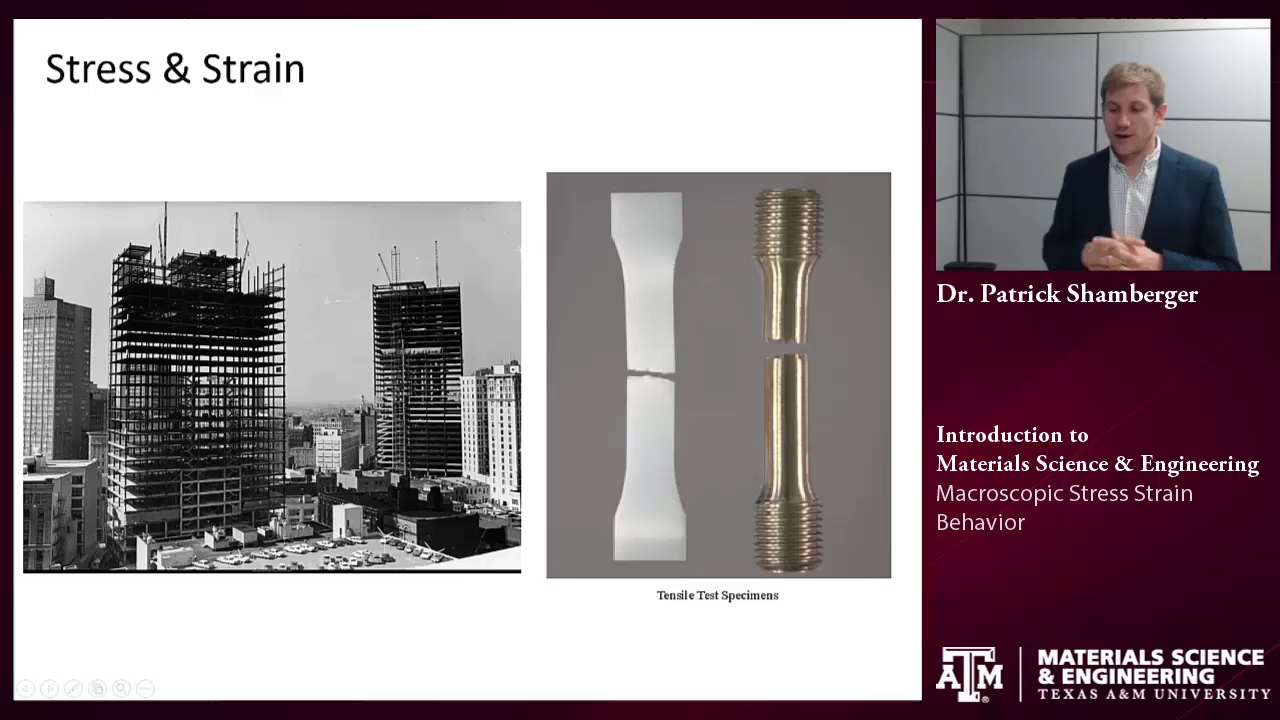 Stress & Strain
Tensile Test Specimens
Dr. Patrick Shamberger
Introduction to
Materials Science & Engineering
Macroscopic Stress Strain
Behavior
ATM®
MATERIALS SCIENCE
& ENGINEERING
TEXAS A&M UNIVERSITY